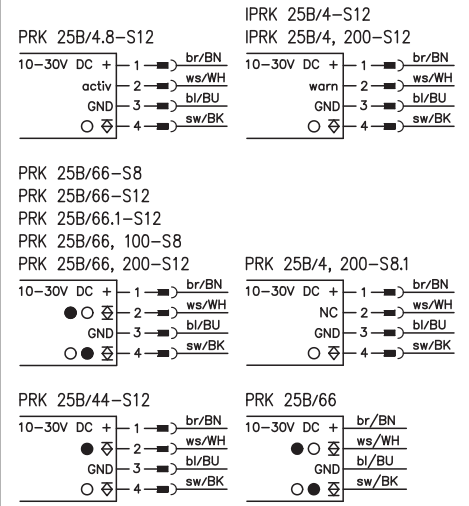 PRK 25B/4.8-S12
10-30V DC + 1 br/BN
activ 2 ws/WH
GND 3 bl/BU
4 sw/BK
IPRK 25B/4-S12
IPRK 25B/4, 200-S12
10-30V DC + 1 br/BN
warn 2 ws/WH
GND 3 bl/BU
4 sw/BK
PRK 25B/66-S8
PRK 25B/66-S12
PRK 25B/66.1-S12
PRK 25B/66, 100-S8
PRK 25B/66, 200-S12
10-30V DC + 1 br/BN
2 ws/WH
GND 3 bl/BU
4 sw/BK
PRK 25B/4, 200-S8.1
10-30V DC + 1 br/BN
NC 2 ws/WH
GND 3 bl/BU
4 sw/BK
PRK 25B/44-S12
10-30V DC + 1 br/BN
2 ws/WH
GND 3 bl/BU
4 sw/BK
PRK 25B/66
10-30V DC + br/BN
ws/WH
GND bl/BU
sw/BK